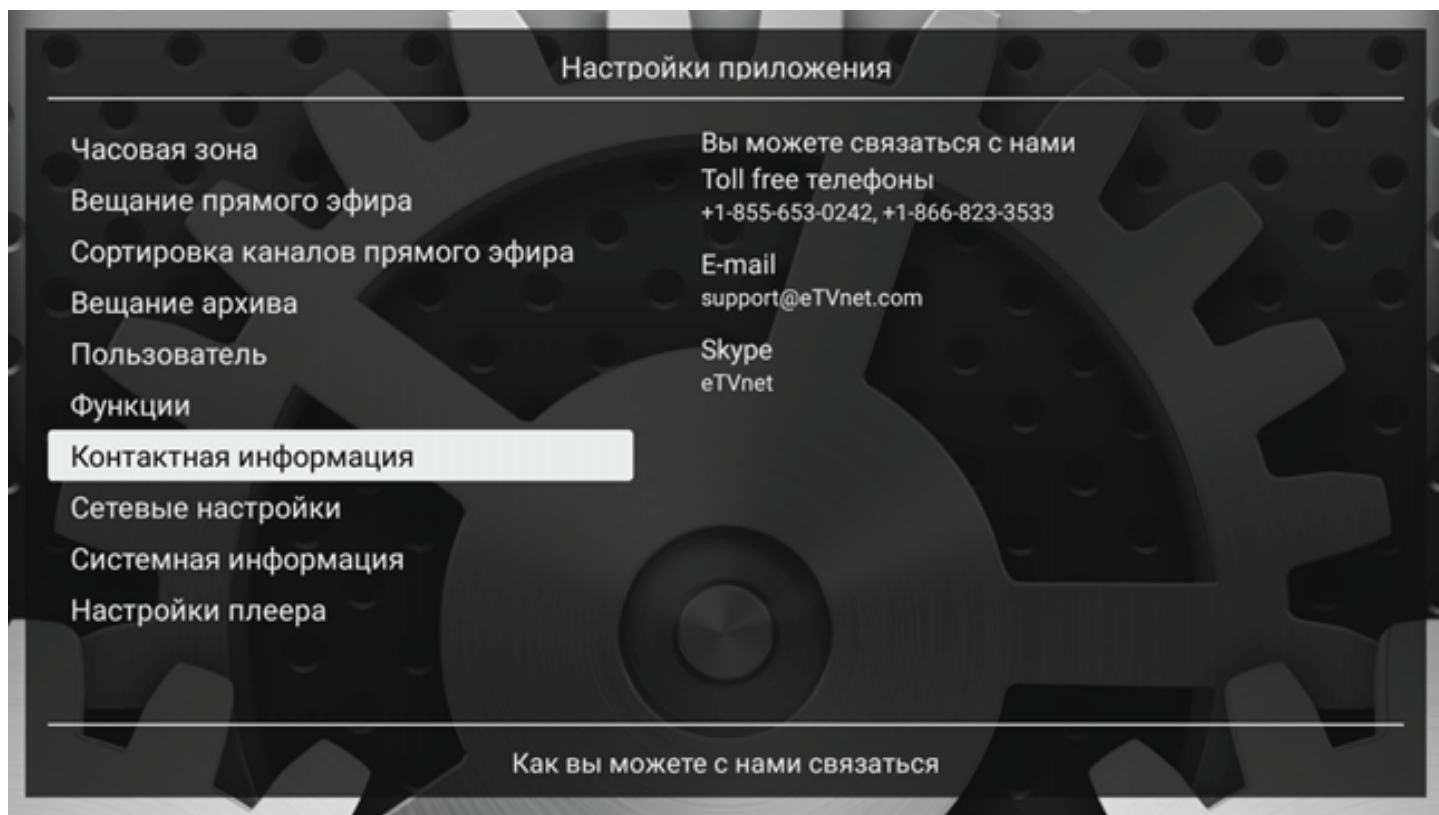 Настройки приложения
Часовая зона
Вещание прямого эфира
Сортировка каналов прямого эфира
Вещание архива
Пользователь
Функции
Контактная информация
Сетевые настройки
Системная информация
Настройки плеера
Вы можете связаться с нами
Toll free телефоны
+1-855-653-0242, +1-866-823-3533
E-mail
support@eTVnet.com
Skype
eTVnet
Как вы можете с нами связаться